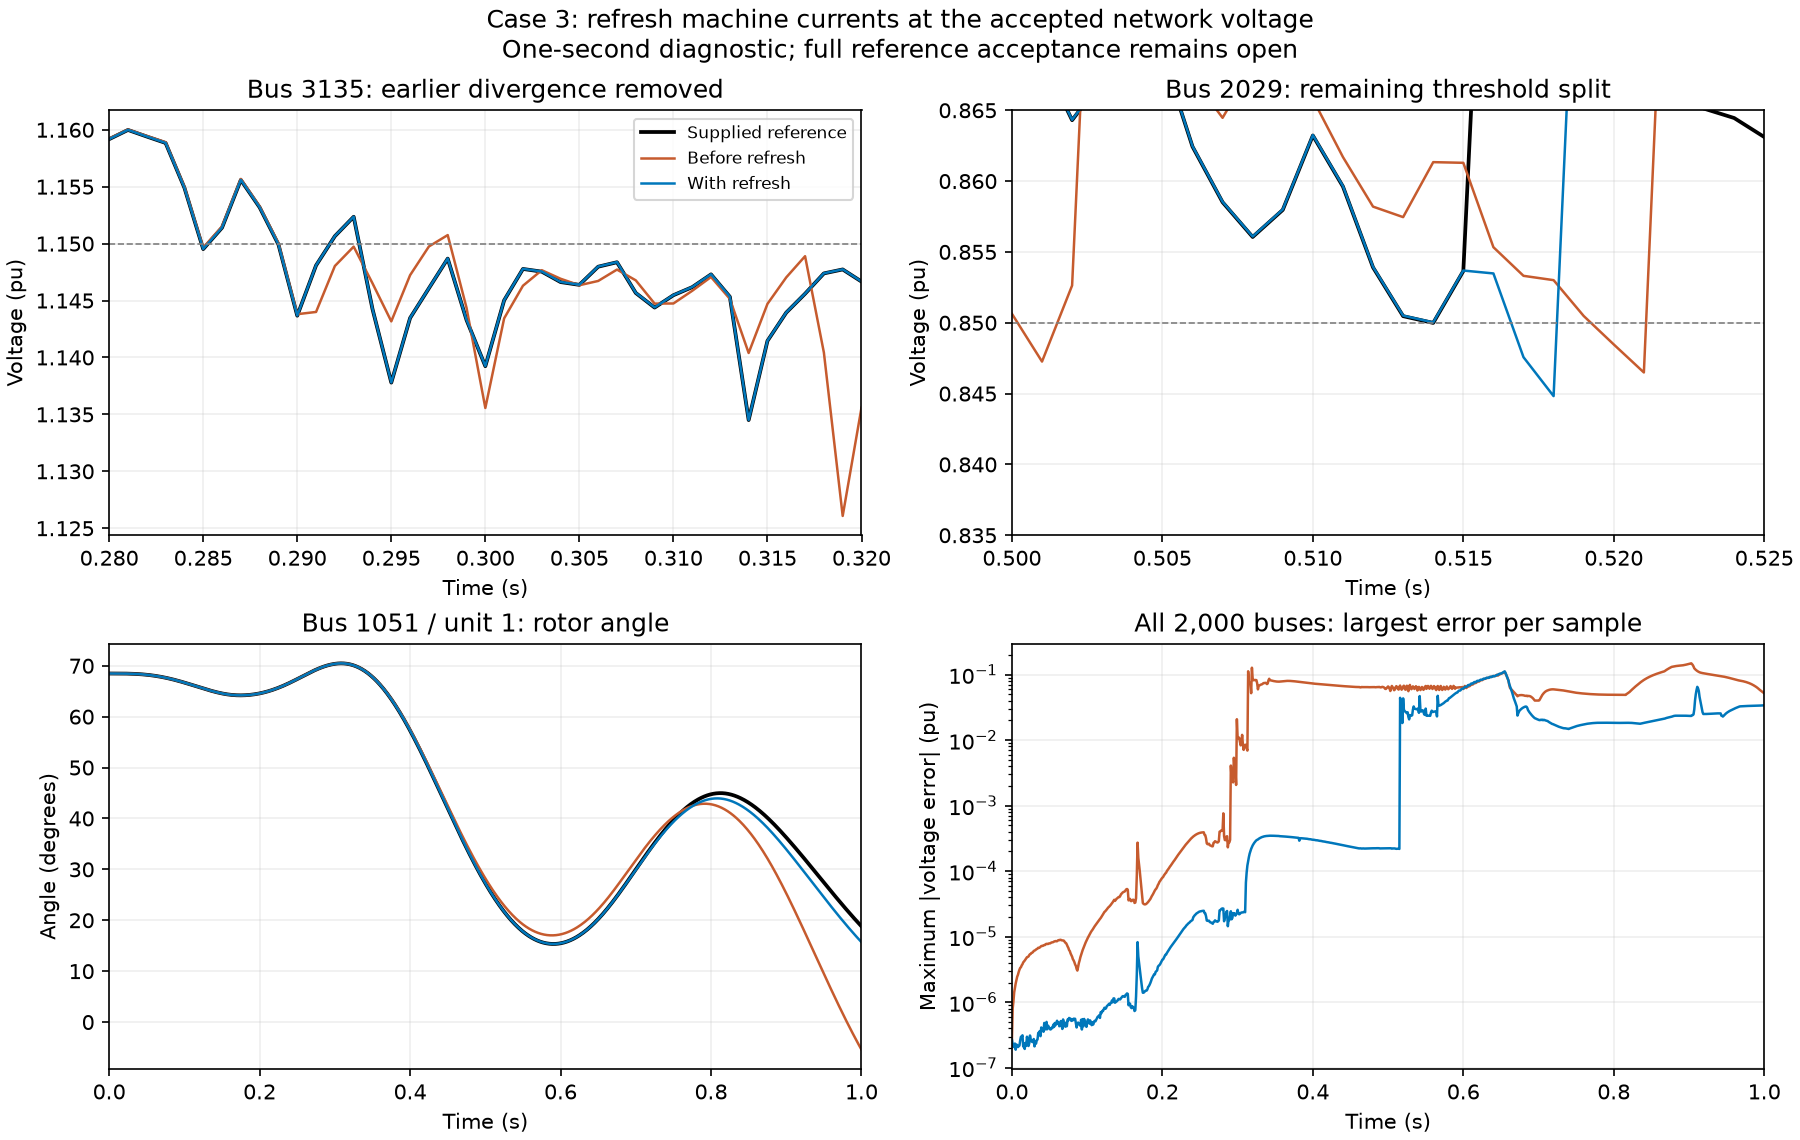 Case 3: refresh machine currents at the accepted network voltage
One-second diagnostic; full reference acceptance remains open
Bus 3135: earlier divergence removed
Voltage (pu)
1.160
1.155
1.150
1.145
1.140
1.135
1.130
1.125
Supplied reference
Before refresh
With refresh
0.280 0.285 0.290 0.295 0.300 0.305 0.310 0.315 0.320
Time (s)
Bus 2029: remaining threshold split
Voltage (pu)
0.865
0.860
0.855
0.850
0.845
0.840
0.835
0.500 0.505 0.510 0.515 0.520 0.525
Time (s)
Bus 1051 / unit 1: rotor angle
Angle (degrees)
70
60
50
40
30
20
10
0
0.0 0.2 0.4 0.6 0.8 1.0
Time (s)
All 2,000 buses: largest error per sample
Maximum |voltage error| (pu)
10⁻¹
10⁻²
10⁻³
10⁻⁴
10⁻⁵
10⁻⁶
10⁻⁷
0.0 0.2 0.4 0.6 0.8 1.0
Time (s)